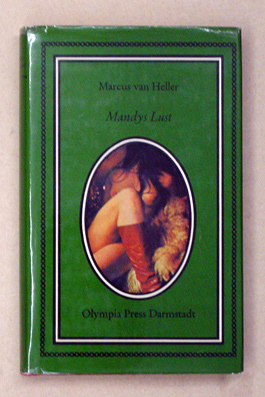 Marcus van Heller
Mandys Lust
Olympia Press Darmstadt